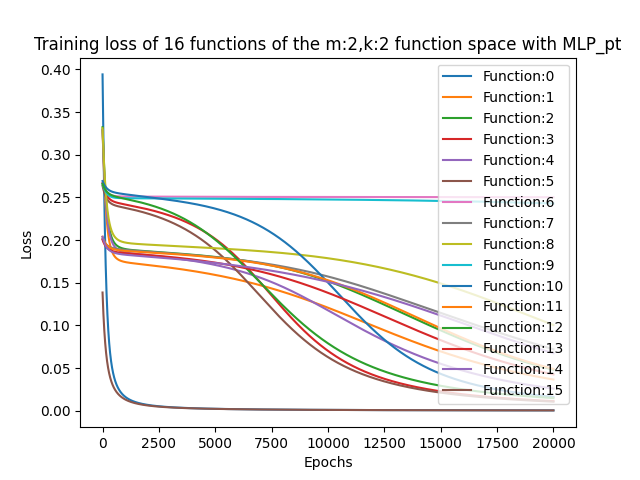 Training loss of 16 functions of the m:2,k:2 function space with MLP_pt
0.40
0.35
0.30
0.25
0.20
0.15
0.10
0.05
0.00
Loss
Function:0
Function:1
Function:2
Function:3
Function:4
Function:5
Function:6
Function:7
Function:8
Function:9
Function:10
Function:11
Function:12
Function:13
Function:14
Function:15
0 2500 5000 7500 10000 12500 15000 17500 20000
Epochs